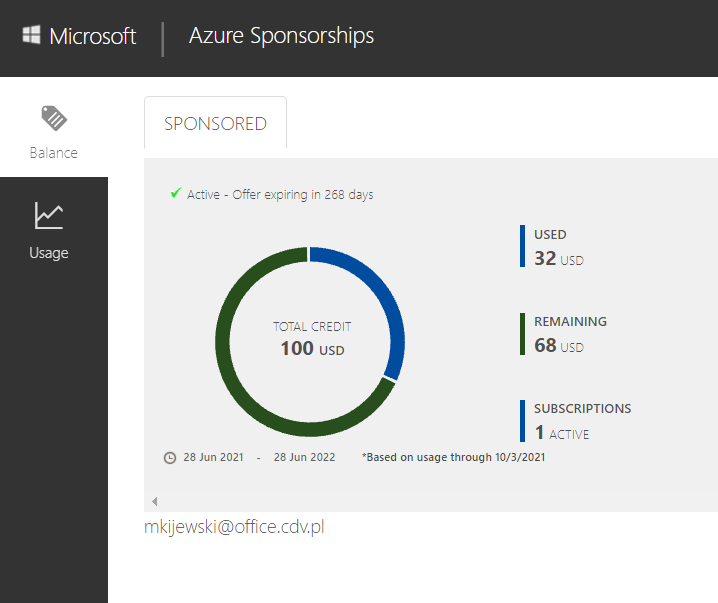 Microsoft
Azure Sponsorships
Balance
Usage
SPONSORED
Active - Offer expiring in 268 days
TOTAL CREDIT
100 USD
USED
32 USD
REMAINING
68 USD
SUBSCRIPTIONS
1 ACTIVE
28 Jun 2021 - 28 Jun 2022 *Based on usage through 10/3/2021
mkijewski@office.cdv.pl